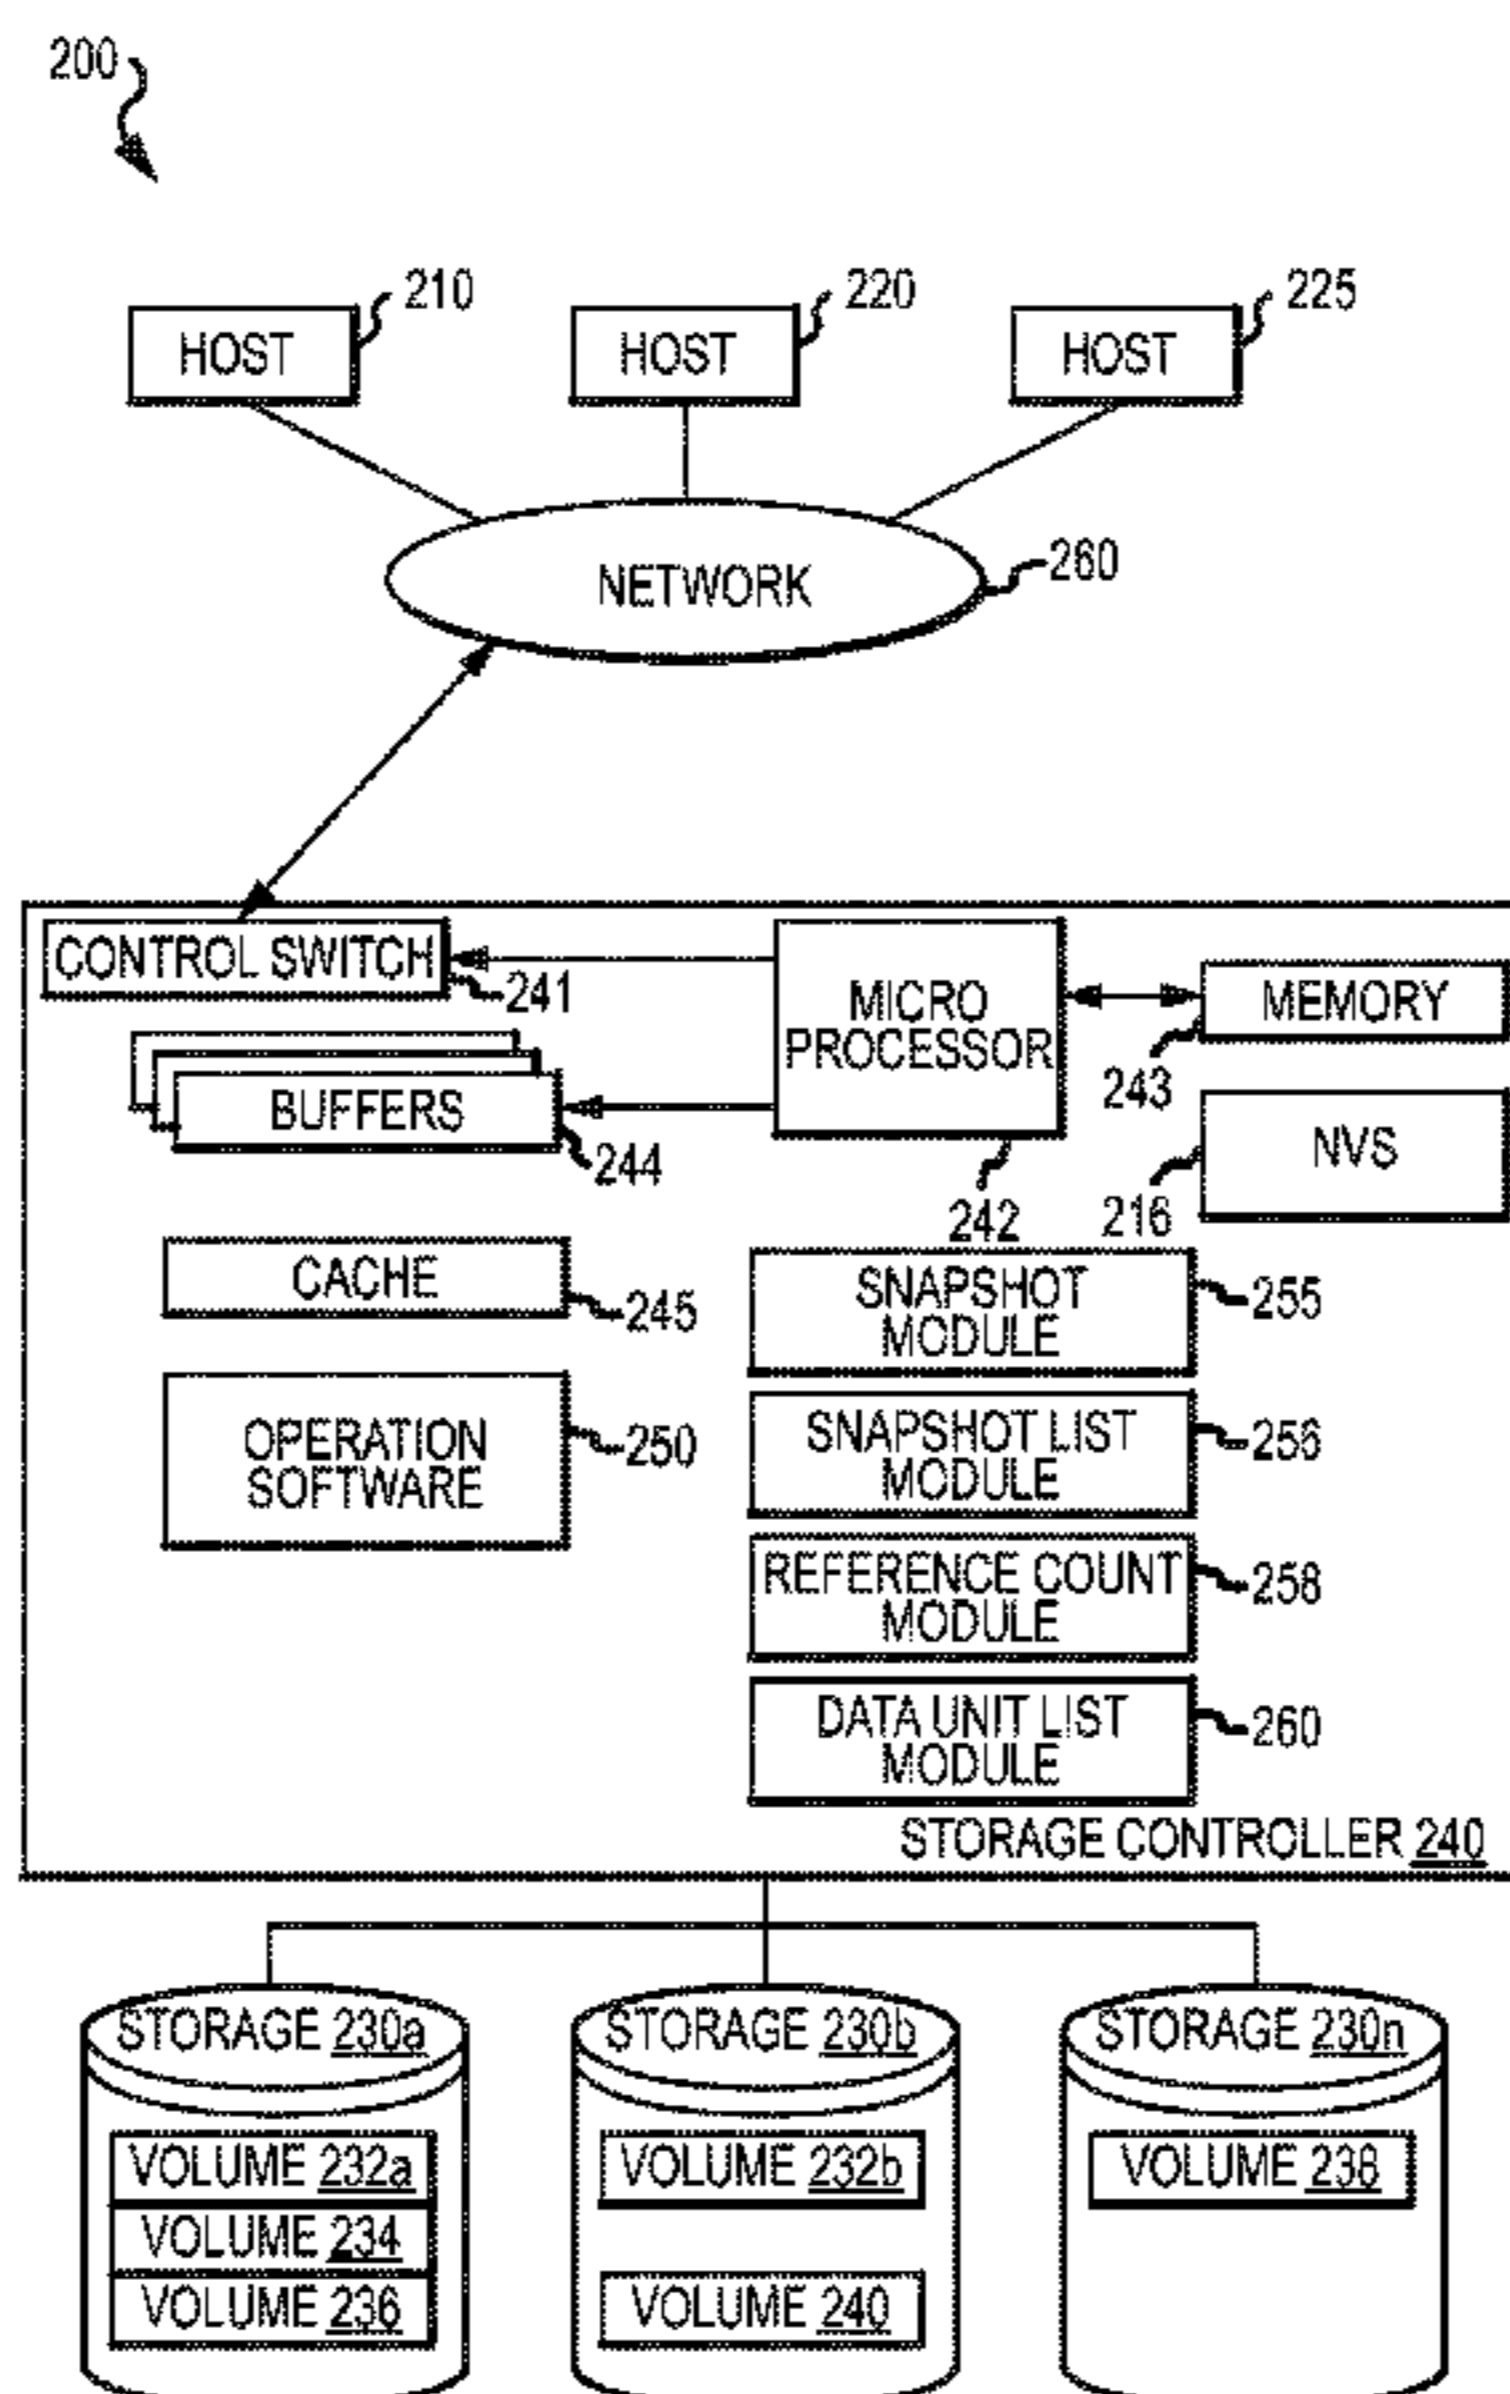 200
210
220
225
HOST
HOST
HOST
NETWORK
260
CONTROL SWITCH
241
MICRO
PROCESSOR
MEMORY
243
BUFFERS
244
242
NVS
216
CACHE
245
SNAPSHOT
MODULE
255
OPERATION
SOFTWARE
250
SNAPSHOT LIST
MODULE
256
REFERENCE COUNT
MODULE
258
DATA UNIT LIST
MODULE
260
STORAGE CONTROLLER 240
STORAGE 230a
STORAGE 230b
STORAGE 230n
VOLUME 232a
VOLUME 232b
VOLUME 238
VOLUME 234
VOLUME 236
VOLUME 240